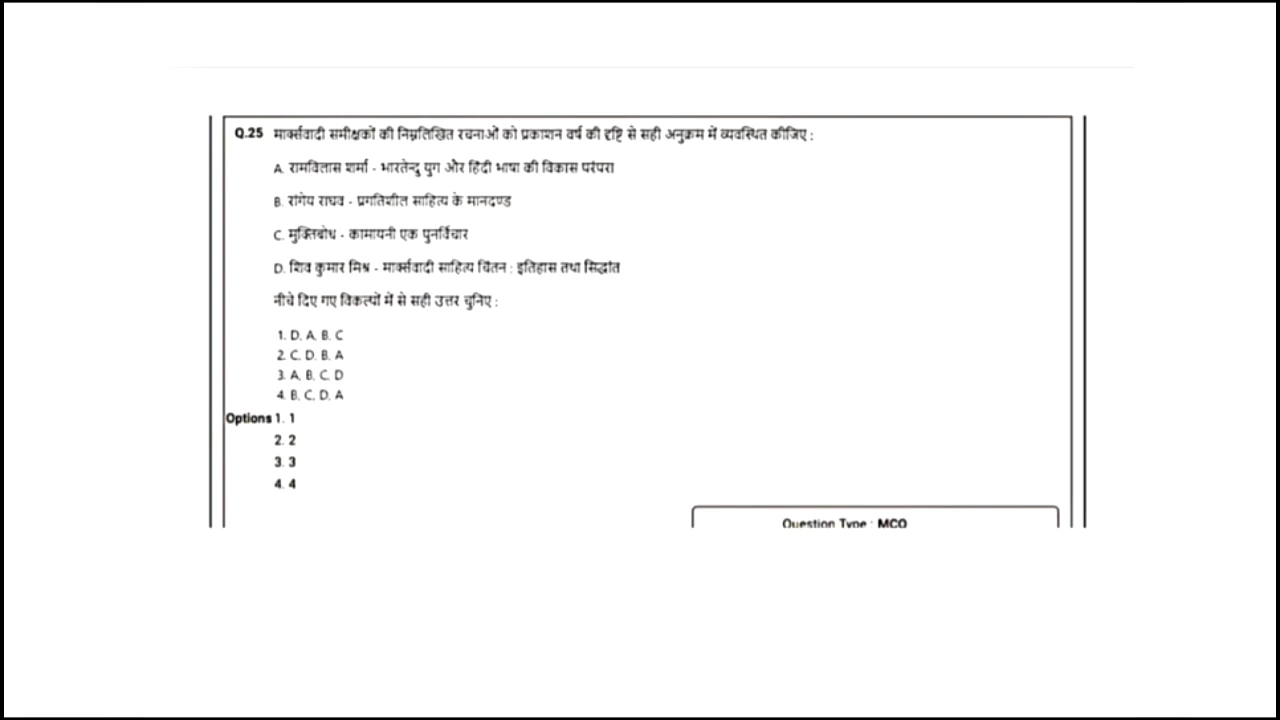 Q.25 मार्क्सवादी समीक्षकों की निम्नलिखित रचनाओं को प्रकाशन वर्ष की दृष्टि से सही अनुक्रम में व्यवस्थित कीजिए :
A. रामविलास शर्मा - भारतेन्दु युग और हिंदी भाषा की विकास परंपरा
B. रांगेय राघव - प्रगतिशील साहित्य के मानदण्ड
C. मुक्तिबोध - कामायनी एक पुनर्विचार
D. शिव कुमार मिश्र - मार्क्सवादी साहित्य चिंतन : इतिहास तथा सिद्धांत
नीचे दिए गए विकल्पों में से सही उत्तर चुनिए :
1. D. A. B. C
2. C. D. B. A
3. A. B. C. D
4. B. C. D. A
Options 1. 1
2. 2
3. 3
4. 4
Question Type : MCQ